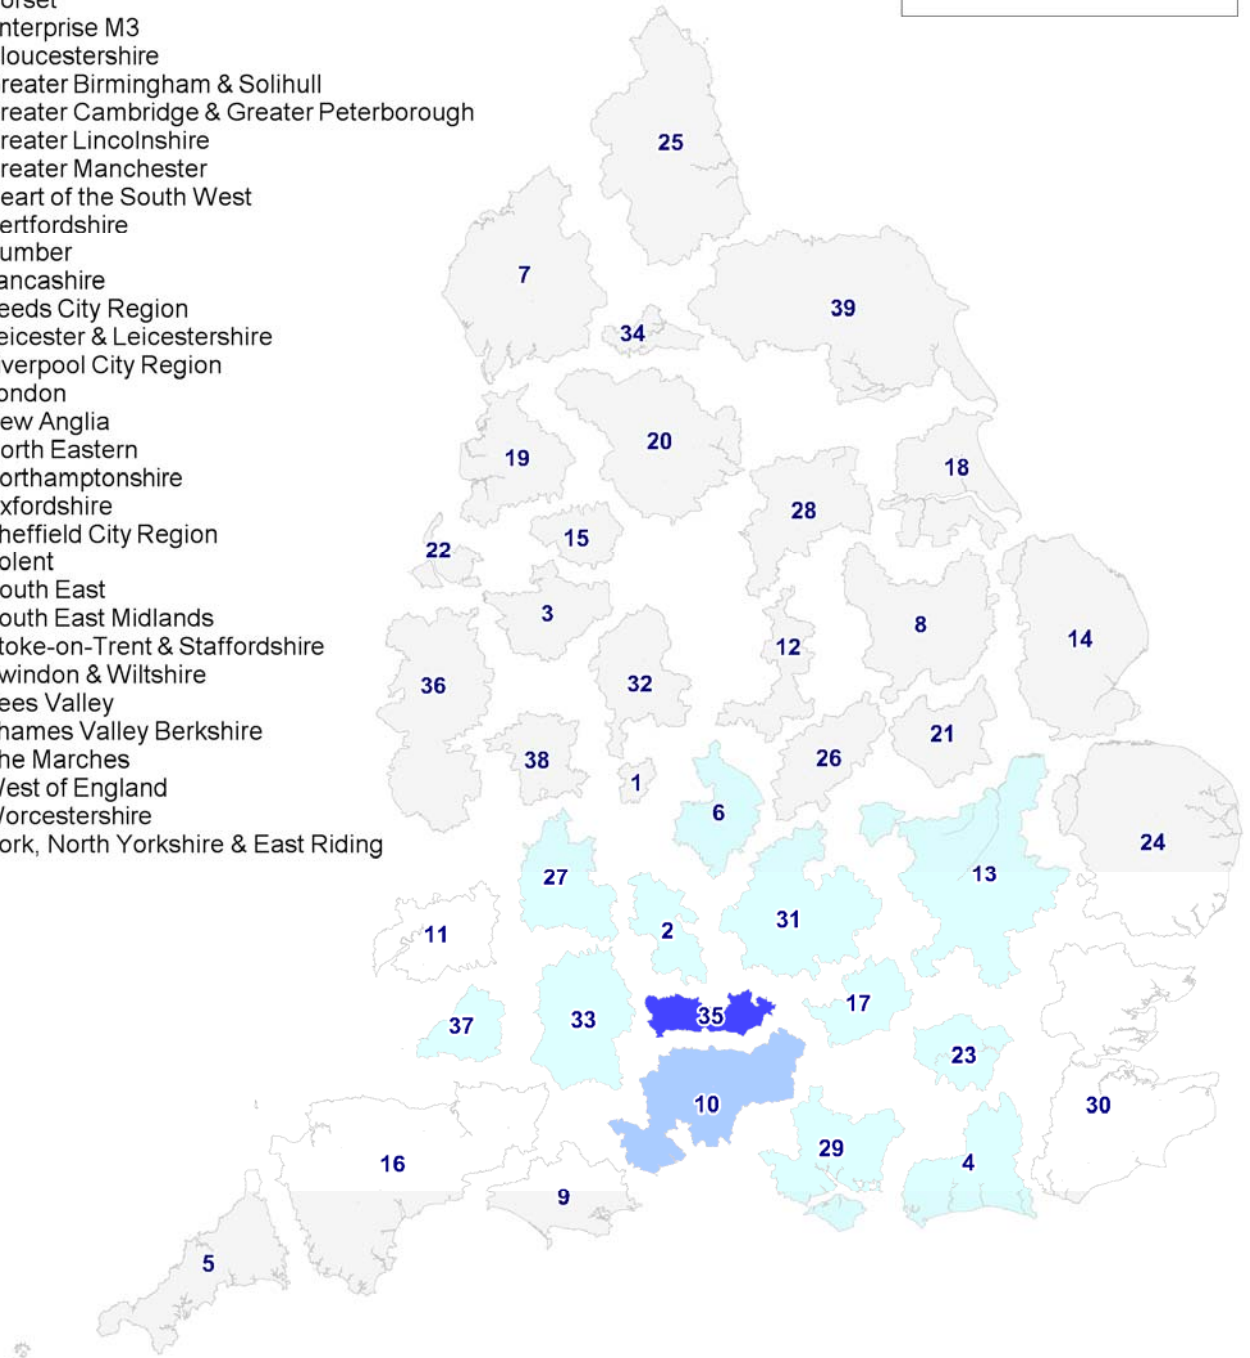 orset
nterprise M3
loucestershire
reater Birmingham & Solihull
reater Cambridge & Greater Peterborough
reater Lincolnshire
reater Manchester
eart of the South West
ertfordshire
umber
ancashire
eeds City Region
eicester & Leicestershire
iverpool City Region
ondon
ew Anglia
orth Eastern
orthamptonshire
xfordshire
heffield City Region
olent
outh East
outh East Midlands
toke-on-Trent & Staffordshire
windon & Wiltshire
ees Valley
hames Valley Berkshire
he Marches
Vest of England
Vorcestershire
ork, North Yorkshire & East Riding
25
7
39
34
20
19
18
28
15
22
3
8
12
14
32
36
21
26
38
1
6
24
13
27
31
2
11
17
35
33
37
23
10
30
29
4
16
9
5